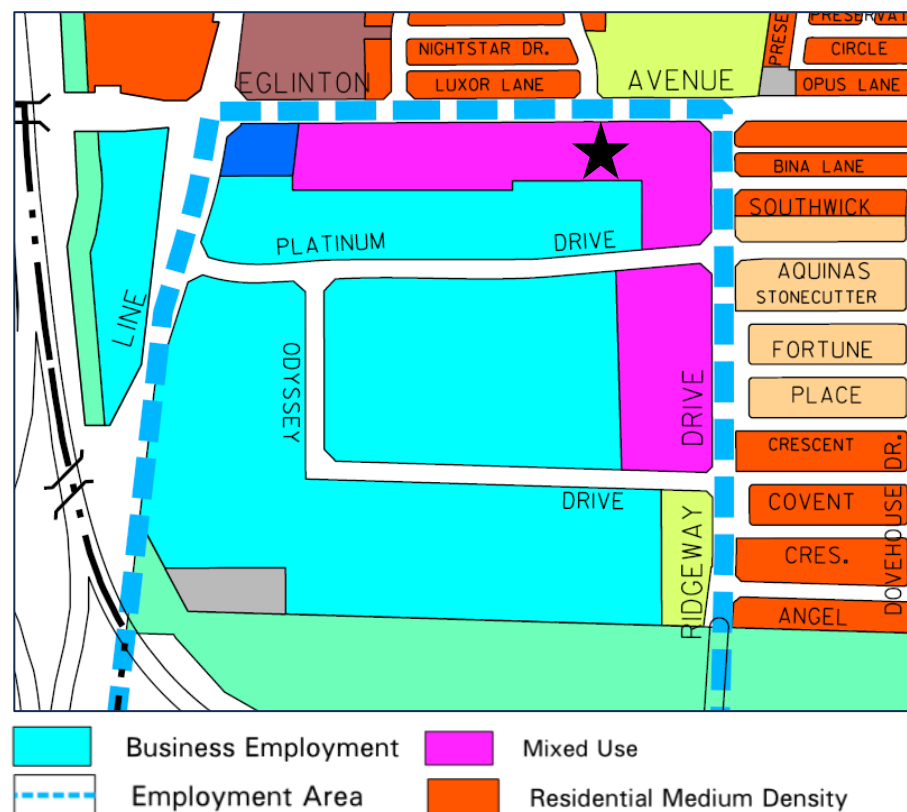 PRESERVAT
NIGHTSTAR DR.
PRESE
CIRCLE
EGLINTON
LUXOR LANE
AVENUE
OPUS LANE
BINA LANE
SOUTHWICK
PLATINUM
DRIVE
AQUINAS
STONECUTTER
LINE
ODYSSEY
FORTUNE
DRIVE
PLACE
CRESCENT
DRIVE
COVENT
DOVEHOUSE DR.
CRES.
RIDGEWAY
ANGEL
Business Employment
Mixed Use
Employment Area
Residential Medium Density